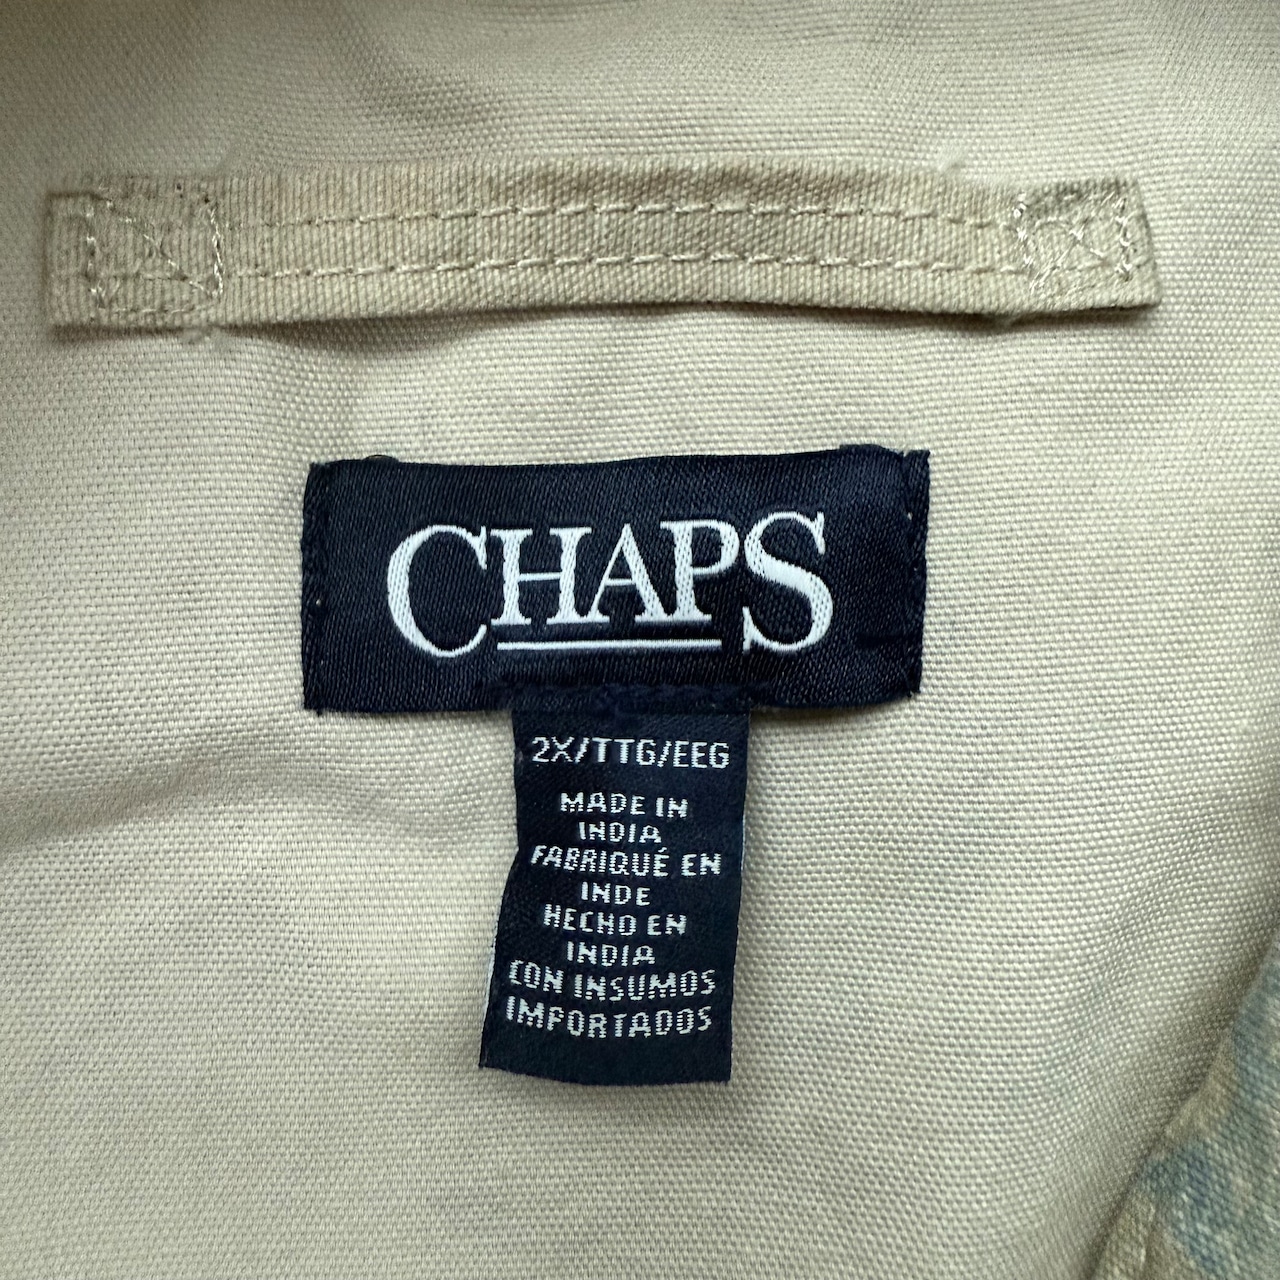 CHAPS
2X/TTG/EEG
MADE IN
INDIA
FABRIQUÉ EN
INDE
HECHO EN
INDIA
CON INSUMOS
IMPORTADOS